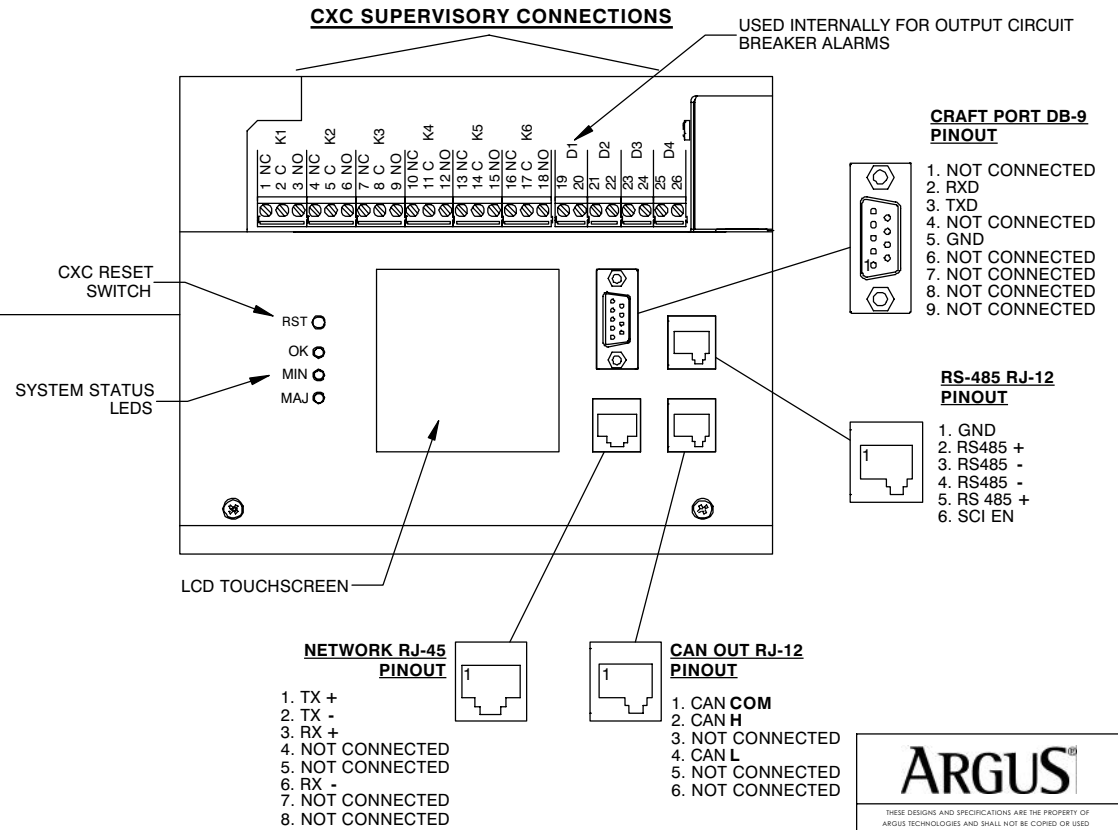 CXC SUPERVISORY CONNECTIONS
USED INTERNALLY FOR OUTPUT CIRCUIT
BREAKER ALARMS
K1 K2 K3 K4 K5 K6 D1 D2 D3 D4
1 NC
2 C
3 NO
4 NC
5 C
6 NO
7 NC
8 C
9 NO
10 NC
11 C
12 NO
13 NC
14 C
15 NO
16 NC
17 C
18 NO
19
20
21
22
23
24
25
26
CRAFT PORT DB-9
PINOUT
1
1. NOT CONNECTED
2. RXD
3. TXD
4. NOT CONNECTED
5. GND
6. NOT CONNECTED
7. NOT CONNECTED
8. NOT CONNECTED
9. NOT CONNECTED
CXC RESET
SWITCH
RST
OK
MIN
MAJ
SYSTEM STATUS
LEDS
RS-485 RJ-12
PINOUT
1
1. GND
2. RS485 +
3. RS485 -
4. RS485 -
5. RS 485 +
6. SCI EN
LCD TOUCHSCREEN
NETWORK RJ-45
PINOUT
1
1. TX +
2. TX -
3. RX +
4. NOT CONNECTED
5. NOT CONNECTED
6. RX -
7. NOT CONNECTED
8. NOT CONNECTED
CAN OUT RJ-12
PINOUT
1
1. CAN COM
2. CAN H
3. NOT CONNECTED
4. CAN L
5. NOT CONNECTED
6. NOT CONNECTED
ARGUS®
THESE DESIGNS AND SPECIFICATIONS ARE THE PROPERTY OF
ARGUS TECHNOLOGIES AND SHALL NOT BE COPIED OR USED